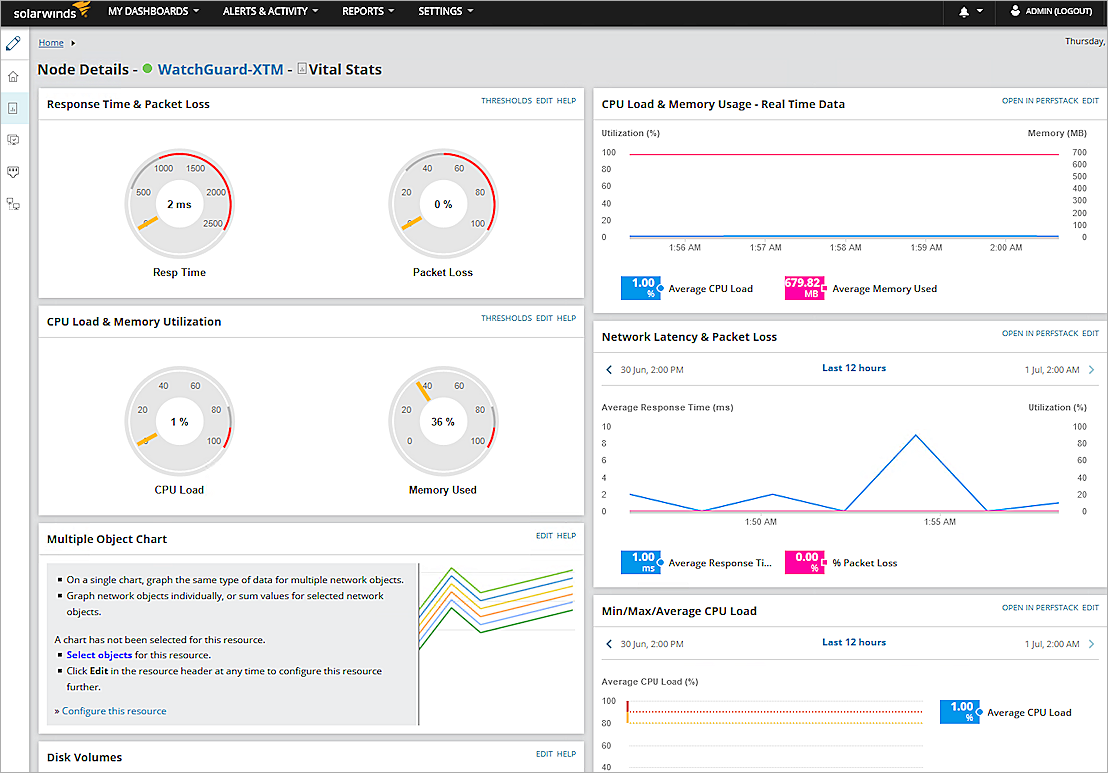 solarwinds MY DASHBOARDS ALERTS & ACTIVITY REPORTS SETTINGS ADMIN (LOGOUT)
Home
Thursday,
Node Details - WatchGuard-XTM - Vital Stats
Response Time & Packet Loss THRESHOLDS EDIT HELP
1000 1500
500 2000
0 2500
2 ms
Resp Time
40 60
20 80
0 100
0 %
Packet Loss
CPU Load & Memory Utilization THRESHOLDS EDIT HELP
40 60
20 80
0 100
1 %
CPU Load
40 60
20 80
0 100
36 %
Memory Used
Multiple Object Chart EDIT HELP
On a single chart, graph the same type of data for multiple network objects.
Graph network objects individually, or sum values for selected network
objects.
A chart has not been selected for this resource.
Select objects for this resource.
Click Edit in the resource header at any time to configure this resource
further.
» Configure this resource
Disk Volumes EDIT HELP
CPU Load & Memory Usage - Real Time Data OPEN IN PERFSTACK EDIT
Utilization (%) Memory (MB)
100 700
80 600
60 500
40 400
20 300
0 200
100
0
1:56 AM 1:57 AM 1:58 AM 1:59 AM 2:00 AM
1.00 % Average CPU Load
679.82 MB Average Memory Used
Network Latency & Packet Loss OPEN IN PERFSTACK EDIT
30 Jun, 2:00 PM Last 12 hours 1 Jul, 2:00 AM
Average Response Time (ms) Utilization (%)
10 100
8 80
6 60
4 40
2 20
0 0
1:50 AM 1:55 AM
1.00 ms Average Response Ti...
0.00 % % Packet Loss
Min/Max/Average CPU Load OPEN IN PERFSTACK EDIT
30 Jun, 2:00 PM Last 12 hours 1 Jul, 2:00 AM
Average CPU Load (%)
100
80
60
40
1.00 % Average CPU Load